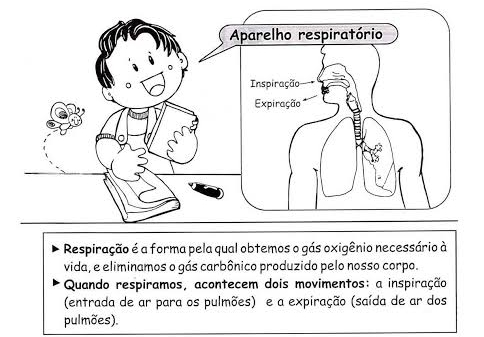 Aparelho respiratório
Inspiração
Expiração
▶ Respiração é a forma pela qual obtemos o gás oxigênio necessário à
vida, e eliminamos o gás carbônico produzido pelo nosso corpo.
▶ Quando respiramos, acontecem dois movimentos: a inspiração
(entrada de ar para os pulmões) e a expiração (saída de ar dos
pulmões).